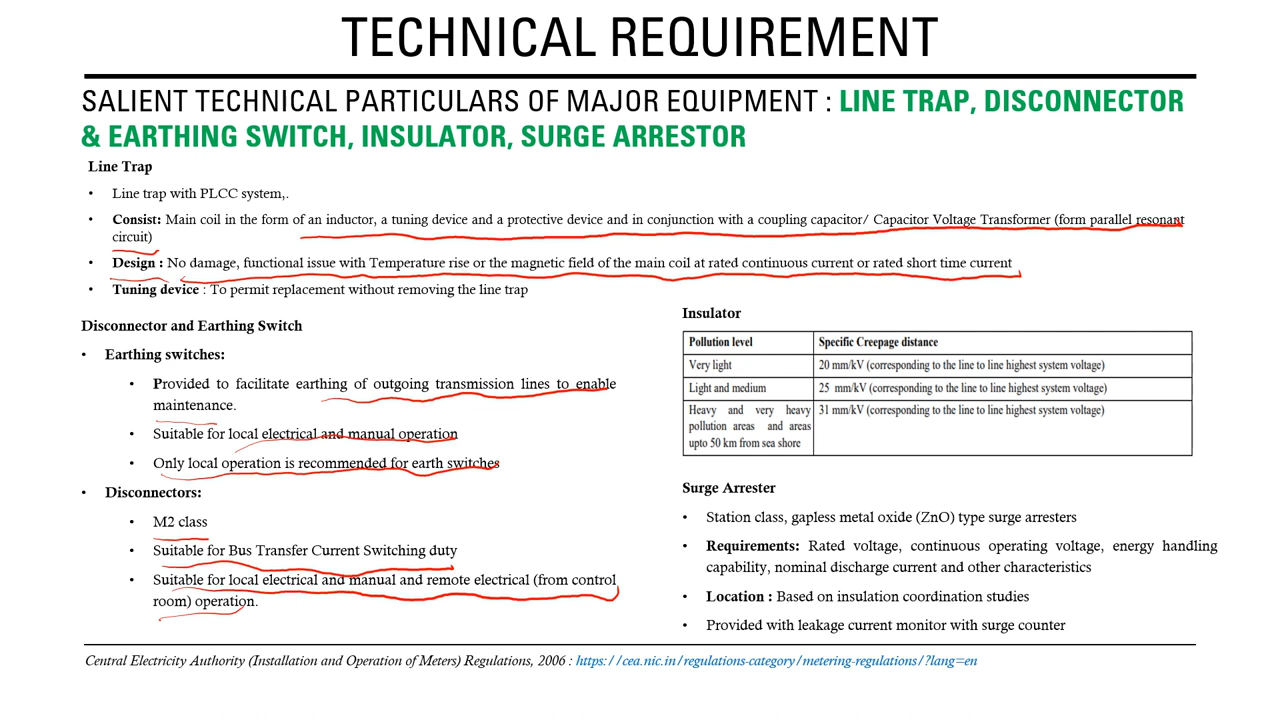 TECHNICAL REQUIREMENT
SALIENT TECHNICAL PARTICULARS OF MAJOR EQUIPMENT : LINE TRAP, DISCONNECTOR
& EARTHING SWITCH, INSULATOR, SURGE ARRESTOR
Line Trap
• Line trap with PLCC system,.
• Consist: Main coil in the form of an inductor, a tuning device and a protective device and in conjunction with a coupling capacitor/ Capacitor Voltage Transformer (form parallel resonant
circuit)
• Design : No damage, functional issue with Temperature rise or the magnetic field of the main coil at rated continuous current or rated short time current
• Tuning device : To permit replacement without removing the line trap
Disconnector and Earthing Switch
• Earthing switches:
• Provided to facilitate earthing of outgoing transmission lines to enable
maintenance.
• Suitable for local electrical and manual operation
• Only local operation is recommended for earth switches
• Disconnectors:
• M2 class
• Suitable for Bus Transfer Current Switching duty
• Suitable for local electrical and manual and remote electrical (from control
room) operation.
Insulator
Pollution level Specific Creepage distance
Very light 20 mm/kV (corresponding to the line to line highest system voltage)
Light and medium 25 mm/kV (corresponding to the line to line highest system voltage)
Heavy and very heavy 31 mm/kV (corresponding to the line to line highest system voltage)
pollution areas and areas
upto 50 km from sea shore
Surge Arrester
• Station class, gapless metal oxide (ZnO) type surge arresters
• Requirements: Rated voltage, continuous operating voltage, energy handling
capability, nominal discharge current and other characteristics
• Location : Based on insulation coordination studies
• Provided with leakage current monitor with surge counter
Central Electricity Authority (Installation and Operation of Meters) Regulations, 2006 : https://cea.nic.in/regulations-category/metering-regulations/?lang=en